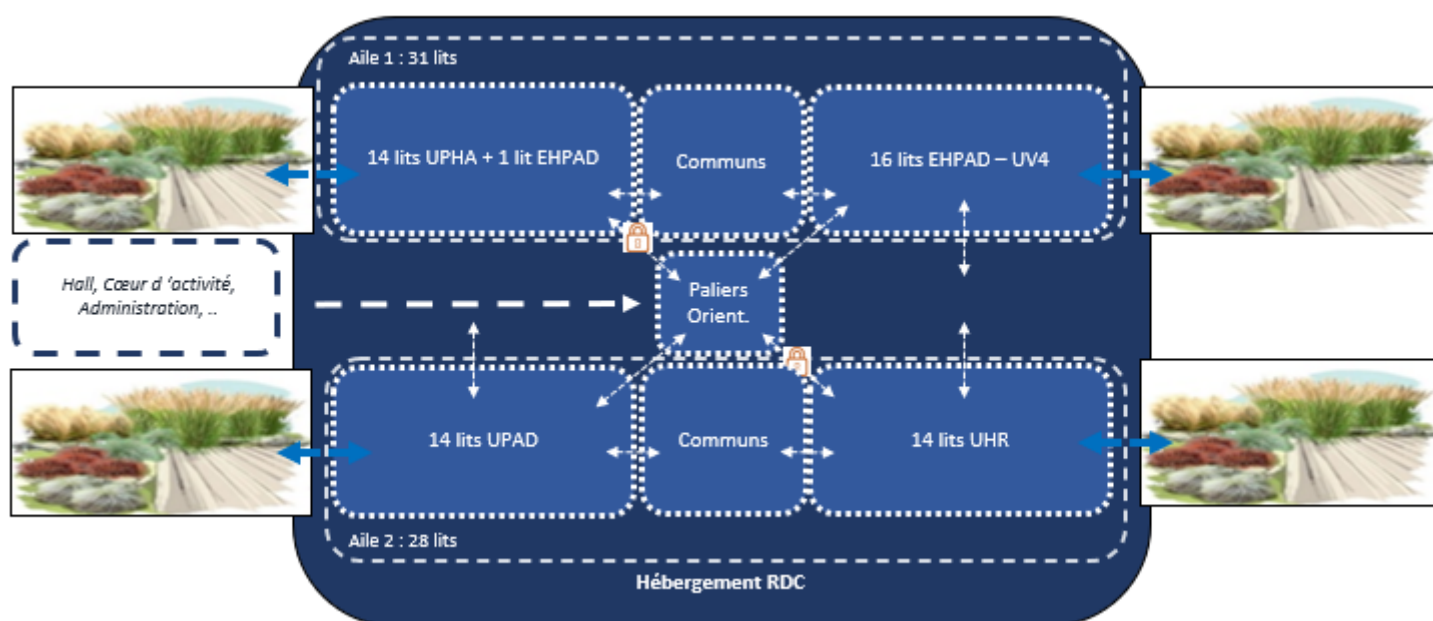 Aile 1 : 31 lits
14 lits UPHA + 1 lit EHPAD
Communs
16 lits EHPAD – UV4
Hall, Cœur d ‘activité,
Administration, ..
Paliers
Orient.
14 lits UPAD
Communs
14 lits UHR
Aile 2 : 28 lits
Hébergement RDC